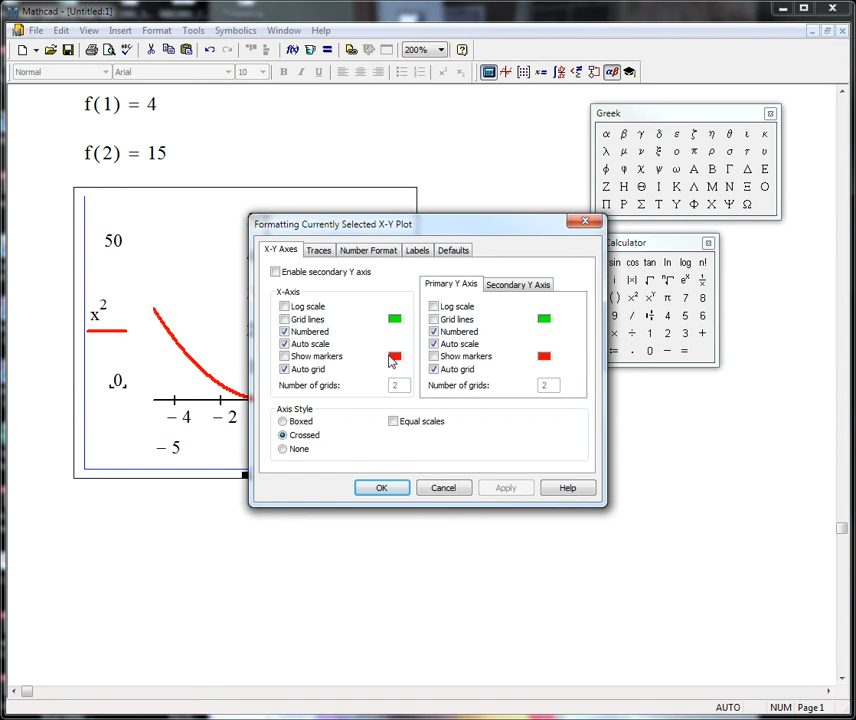 Mathcad - [Untitled:1]
File Edit View Insert Format Tools Symbolics Window Help
200%
Normal Arial 10 B I U
f(1) = 4
f(2) = 15
50
x²
0
− 4 − 2
− 5
Greek
α β γ δ ε ζ η θ ι κ
λ μ ν ξ ο π ρ σ τ υ
ϕ φ χ ψ ω Α Β Γ Δ Ε
Ζ Η Θ Ι Κ Λ Μ Ν Ξ Ο
Π Ρ Σ Τ Υ Φ Χ Ψ Ω
Calculator
sin cos tan ln log n!
i |×| √ ⁿ√ eˣ 1/x
() x² xʸ π 7 8
9 / 4 5 6
× ÷ 1 2 3 +
:= . 0 − =
Formatting Currently Selected X-Y Plot
X-Y Axes Traces Number Format Labels Defaults
Enable secondary Y axis
X-Axis
Log scale
Grid lines
Numbered
Auto scale
Show markers
Auto grid
Number of grids: 2
Primary Y Axis Secondary Y Axis
Log scale
Grid lines
Numbered
Auto scale
Show markers
Auto grid
Number of grids: 2
Axis Style
Boxed
Crossed
None
Equal scales
OK Cancel Apply Help
AUTO NUM Page 1